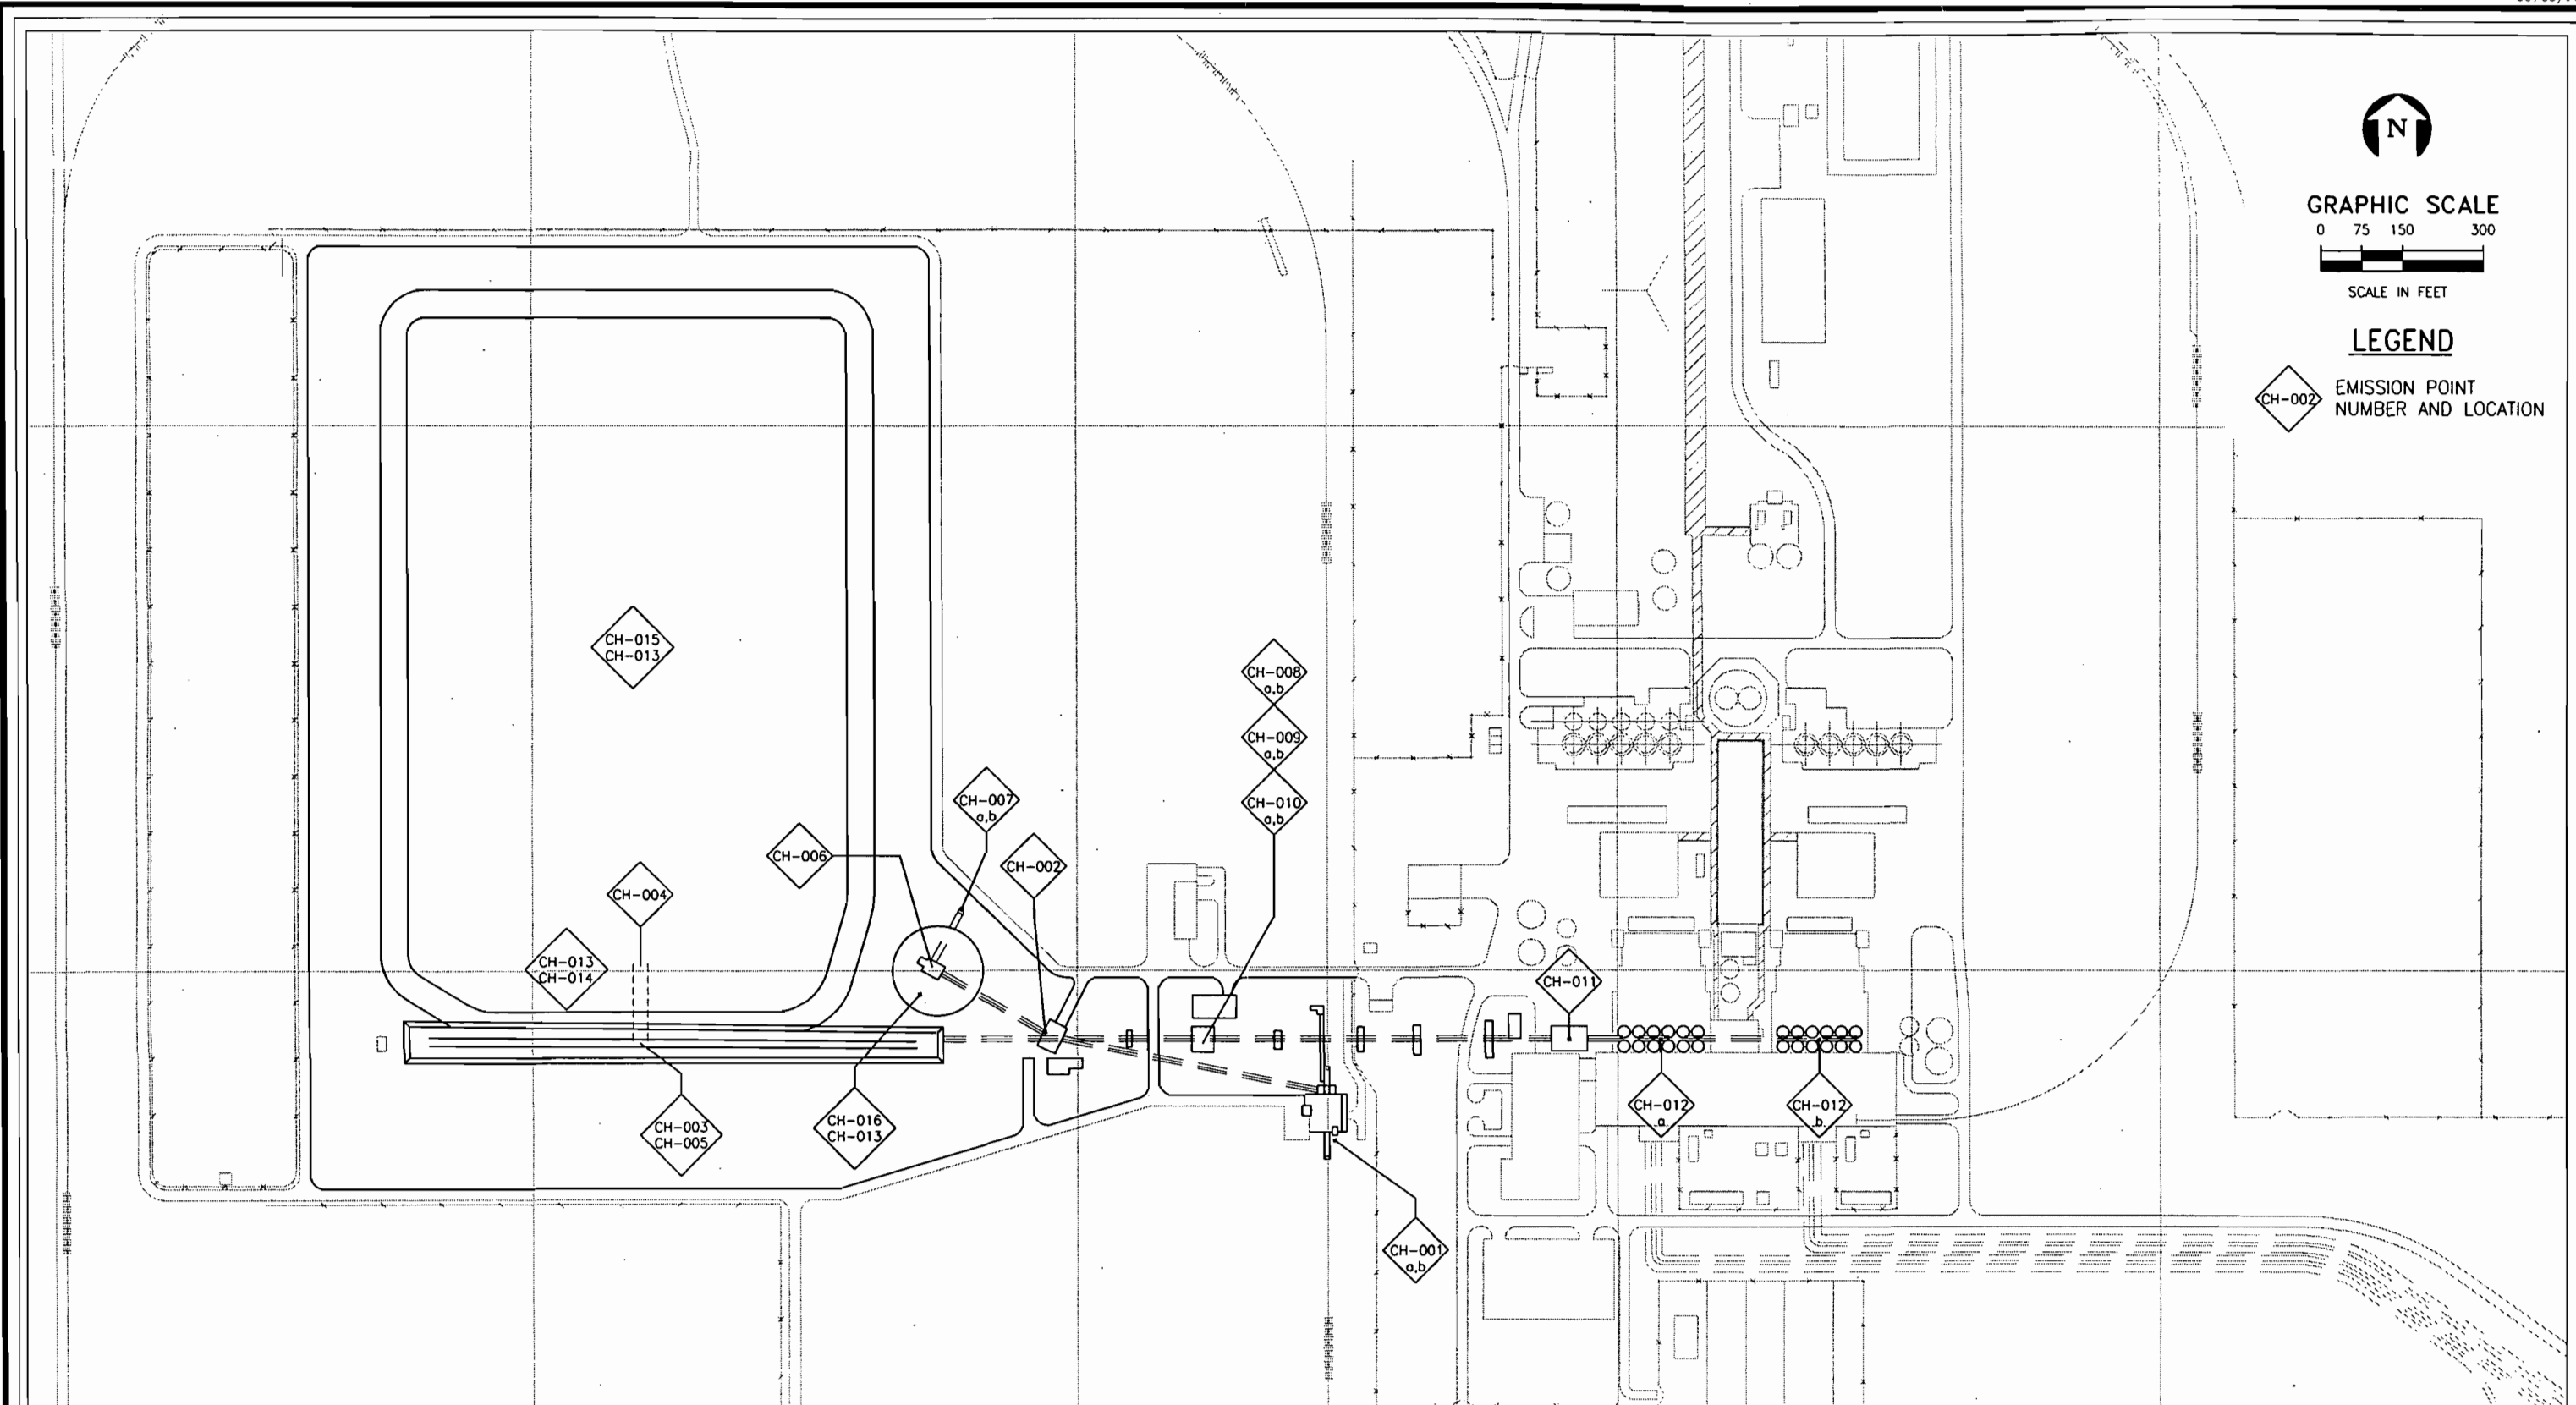 N
GRAPHIC SCALE
0 75 150 300
SCALE IN FEET
LEGEND
CH-002
EMISSION POINT
NUMBER AND LOCATION
CH-015
CH-013
CH-008
a,b
CH-009
a,b
CH-010
a,b
CH-007
a,b
CH-006
CH-002
CH-004
CH-013
CH-014
CH-011
CH-003
CH-005
CH-016
CH-013
CH-012
a
CH-012
b
CH-001
a,b